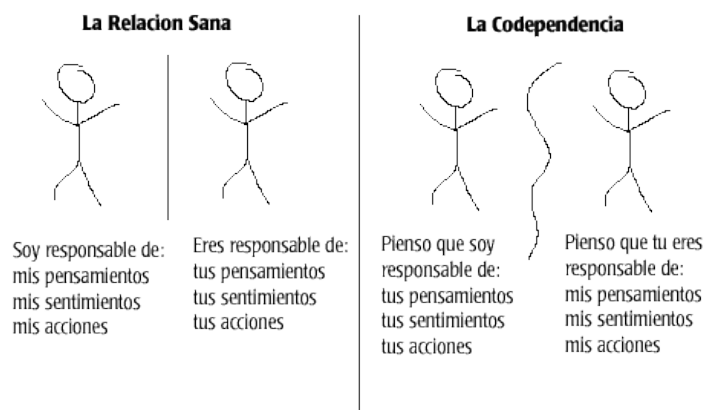 La Relacion Sana
Soy responsable de:
mis pensamientos
mis sentimientos
mis acciones
Eres responsable de:
tus pensamientos
tus sentimientos
tus acciones
La Codependencia
Pienso que soy
responsable de:
tus pensamientos
tus sentimientos
tus acciones
Pienso que tu eres
responsable de:
mis pensamientos
mis sentimientos
mis acciones